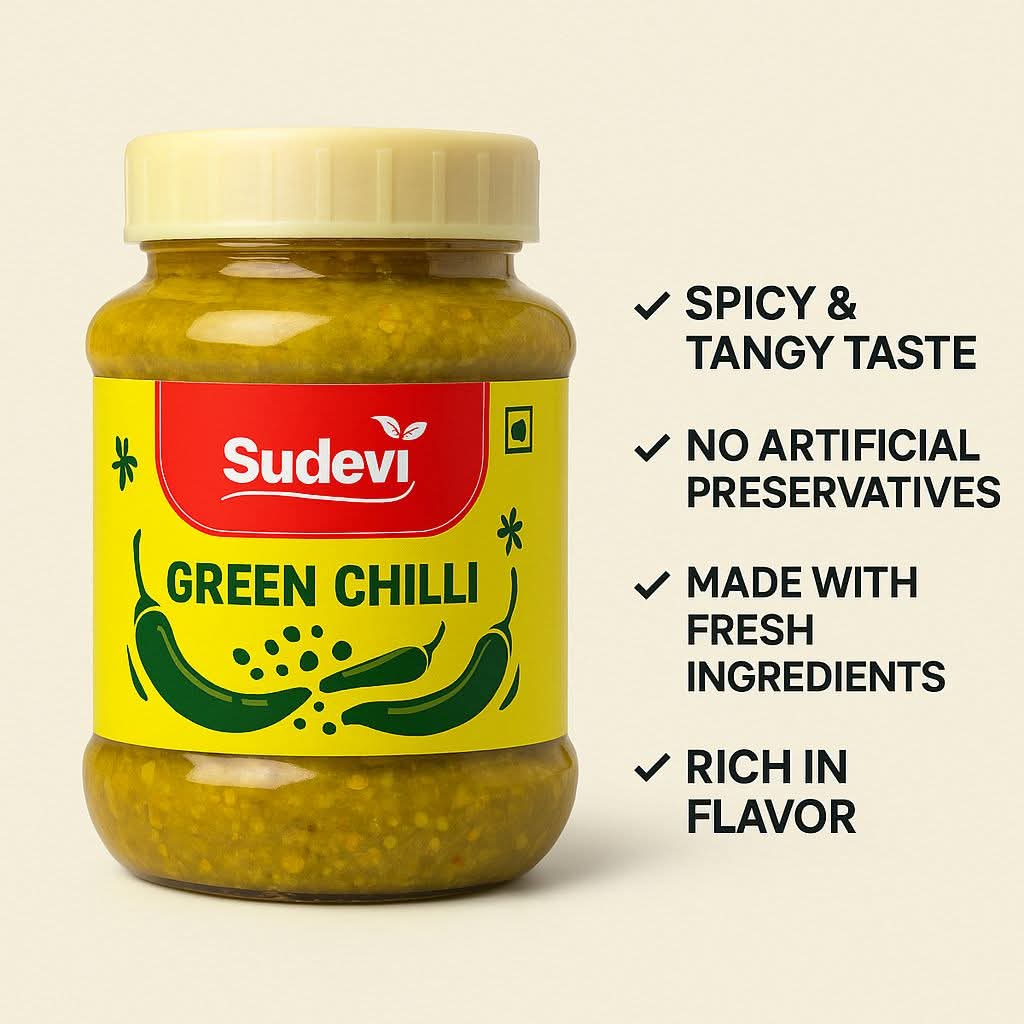 Sudevi
GREEN CHILLI
SPICY &
TANGY TASTE
NO ARTIFICIAL
PRESERVATIVES
MADE WITH
FRESH
INGREDIENTS
RICH IN
FLAVOR